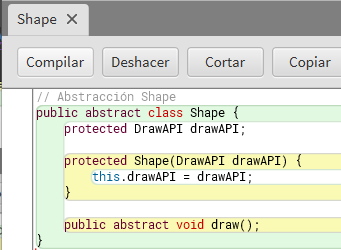 Shape ×
Compilar Deshacer Cortar Copiar
// Abstracción Shape
public abstract class Shape {
    protected DrawAPI drawAPI;

    protected Shape(DrawAPI drawAPI) {
        this.drawAPI = drawAPI;
    }

    public abstract void draw();
}